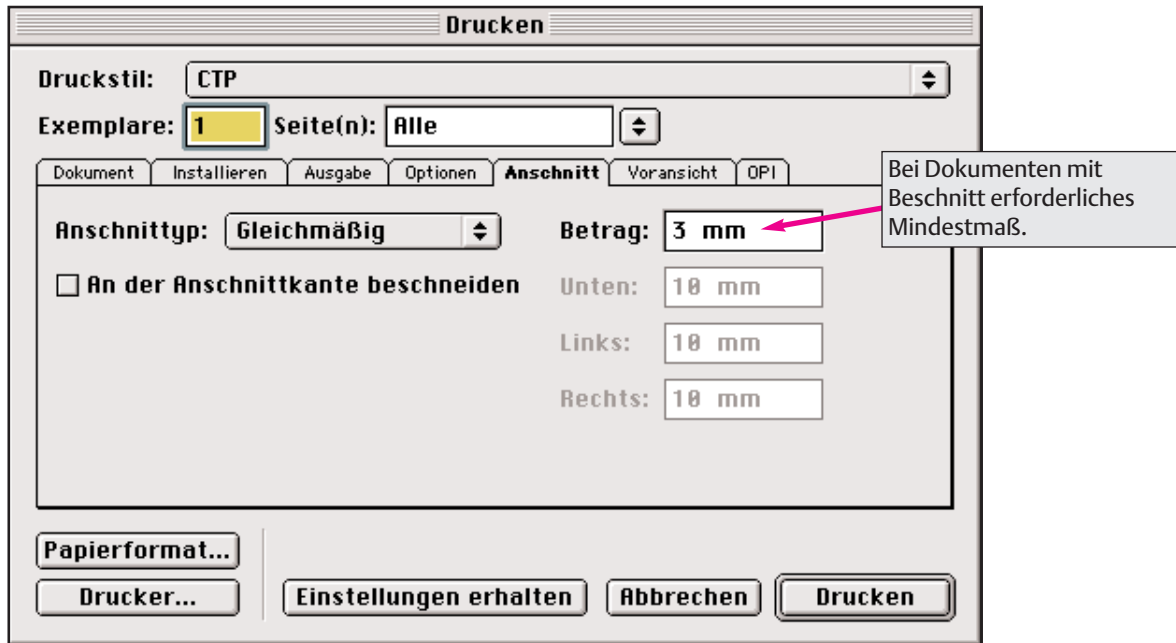 Drucken
Druckstil: CTP
Exemplare: 1 Seite(n): Alle
Dokument Installieren Ausgabe Optionen Anschnitt Voransicht OPI
Bei Dokumenten mit
Beschnitt erforderliches
Mindestmaß.
Anschnittyp: Gleichmäßig Betrag: 3 mm
An der Anschnittkante beschneiden Unten: 10 mm
Links: 10 mm
Rechts: 10 mm
Papierformat...
Drucker... Einstellungen erhalten Abbrechen Drucken